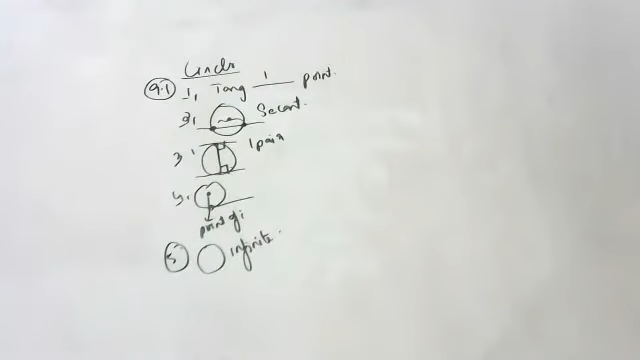 Circle
9.1 1, Tang 1 point.
2, Secant.
3, 1 pair
4,
point of
5 infinite.